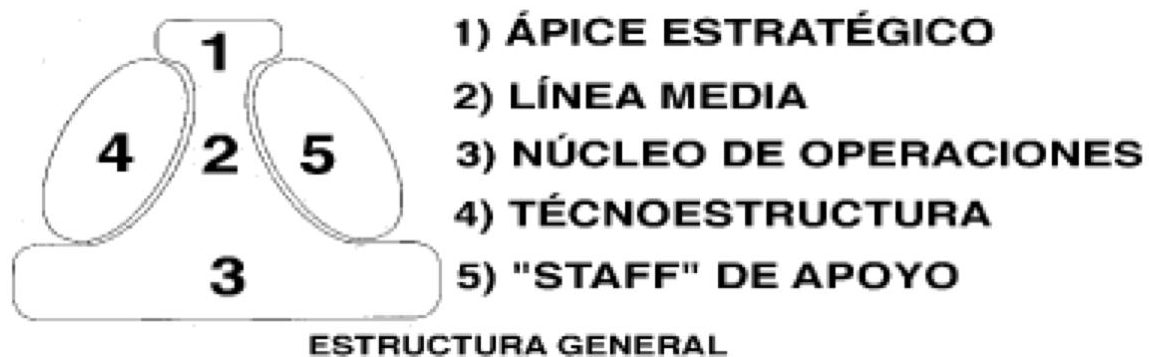 1
4
2
5
3
1) ÁPICE ESTRATÉGICO
2) LÍNEA MEDIA
3) NÚCLEO DE OPERACIONES
4) TÉCNOESTRUCTURA
5) "STAFF" DE APOYO
ESTRUCTURA GENERAL